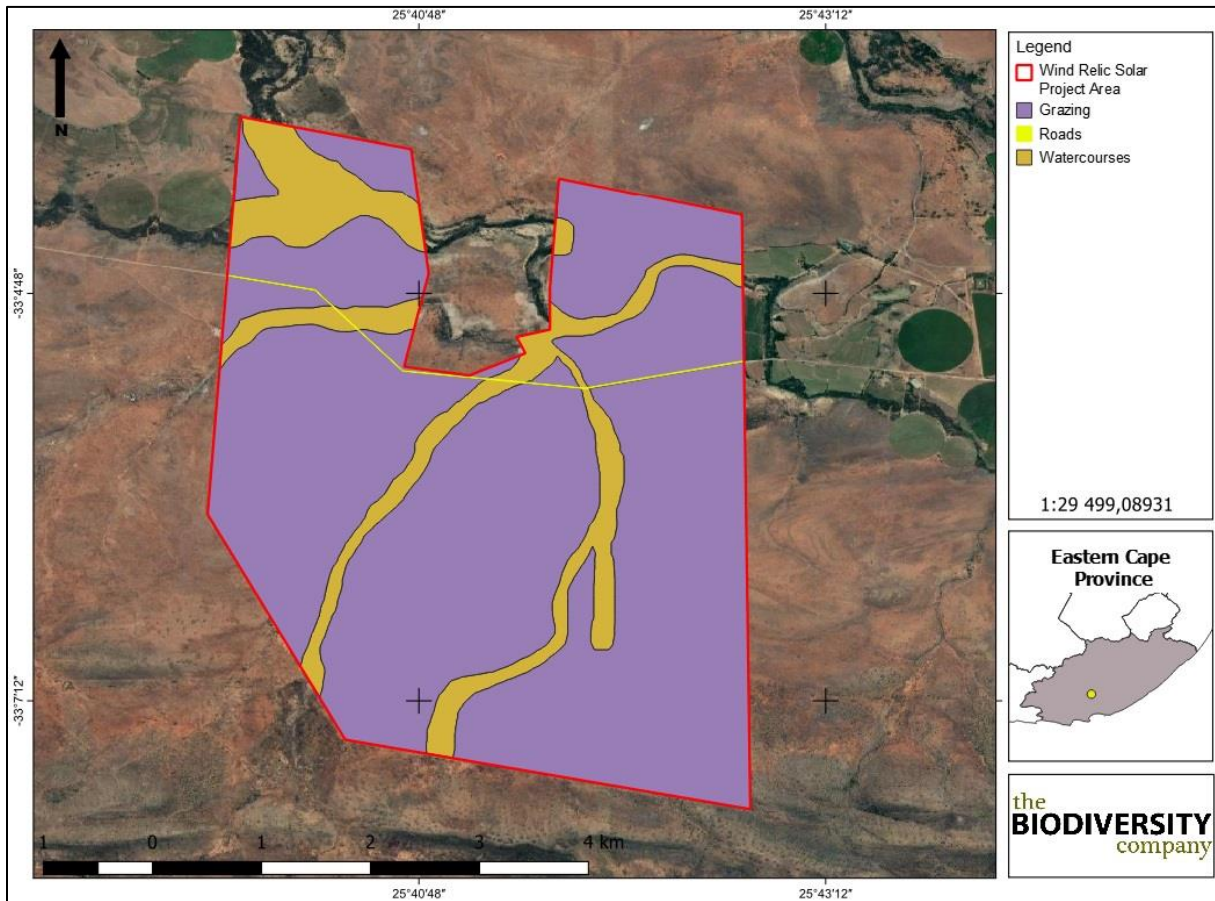 25°40'48" 25°43'12"
N
-33°4'48"
-33°7'12"
1 0 1 2 3 4 km
25°40'48" 25°43'12"
Legend
Wind Relic Solar
Project Area
Grazing
Roads
Watercourses
1:29 499,08931
Eastern Cape
Province
the
BIODIVERSITY
company